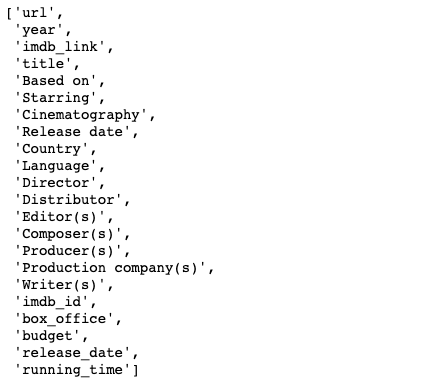 ['url',
'year',
'imdb_link',
'title',
'Based on',
'Starring',
'Cinematography',
'Release date',
'Country',
'Language',
'Director',
'Distributor',
'Editor(s)',
'Composer(s)',
'Producer(s)',
'Production company(s)',
'Writer(s)',
'imdb_id',
'box_office',
'budget',
'release_date',
'running_time']